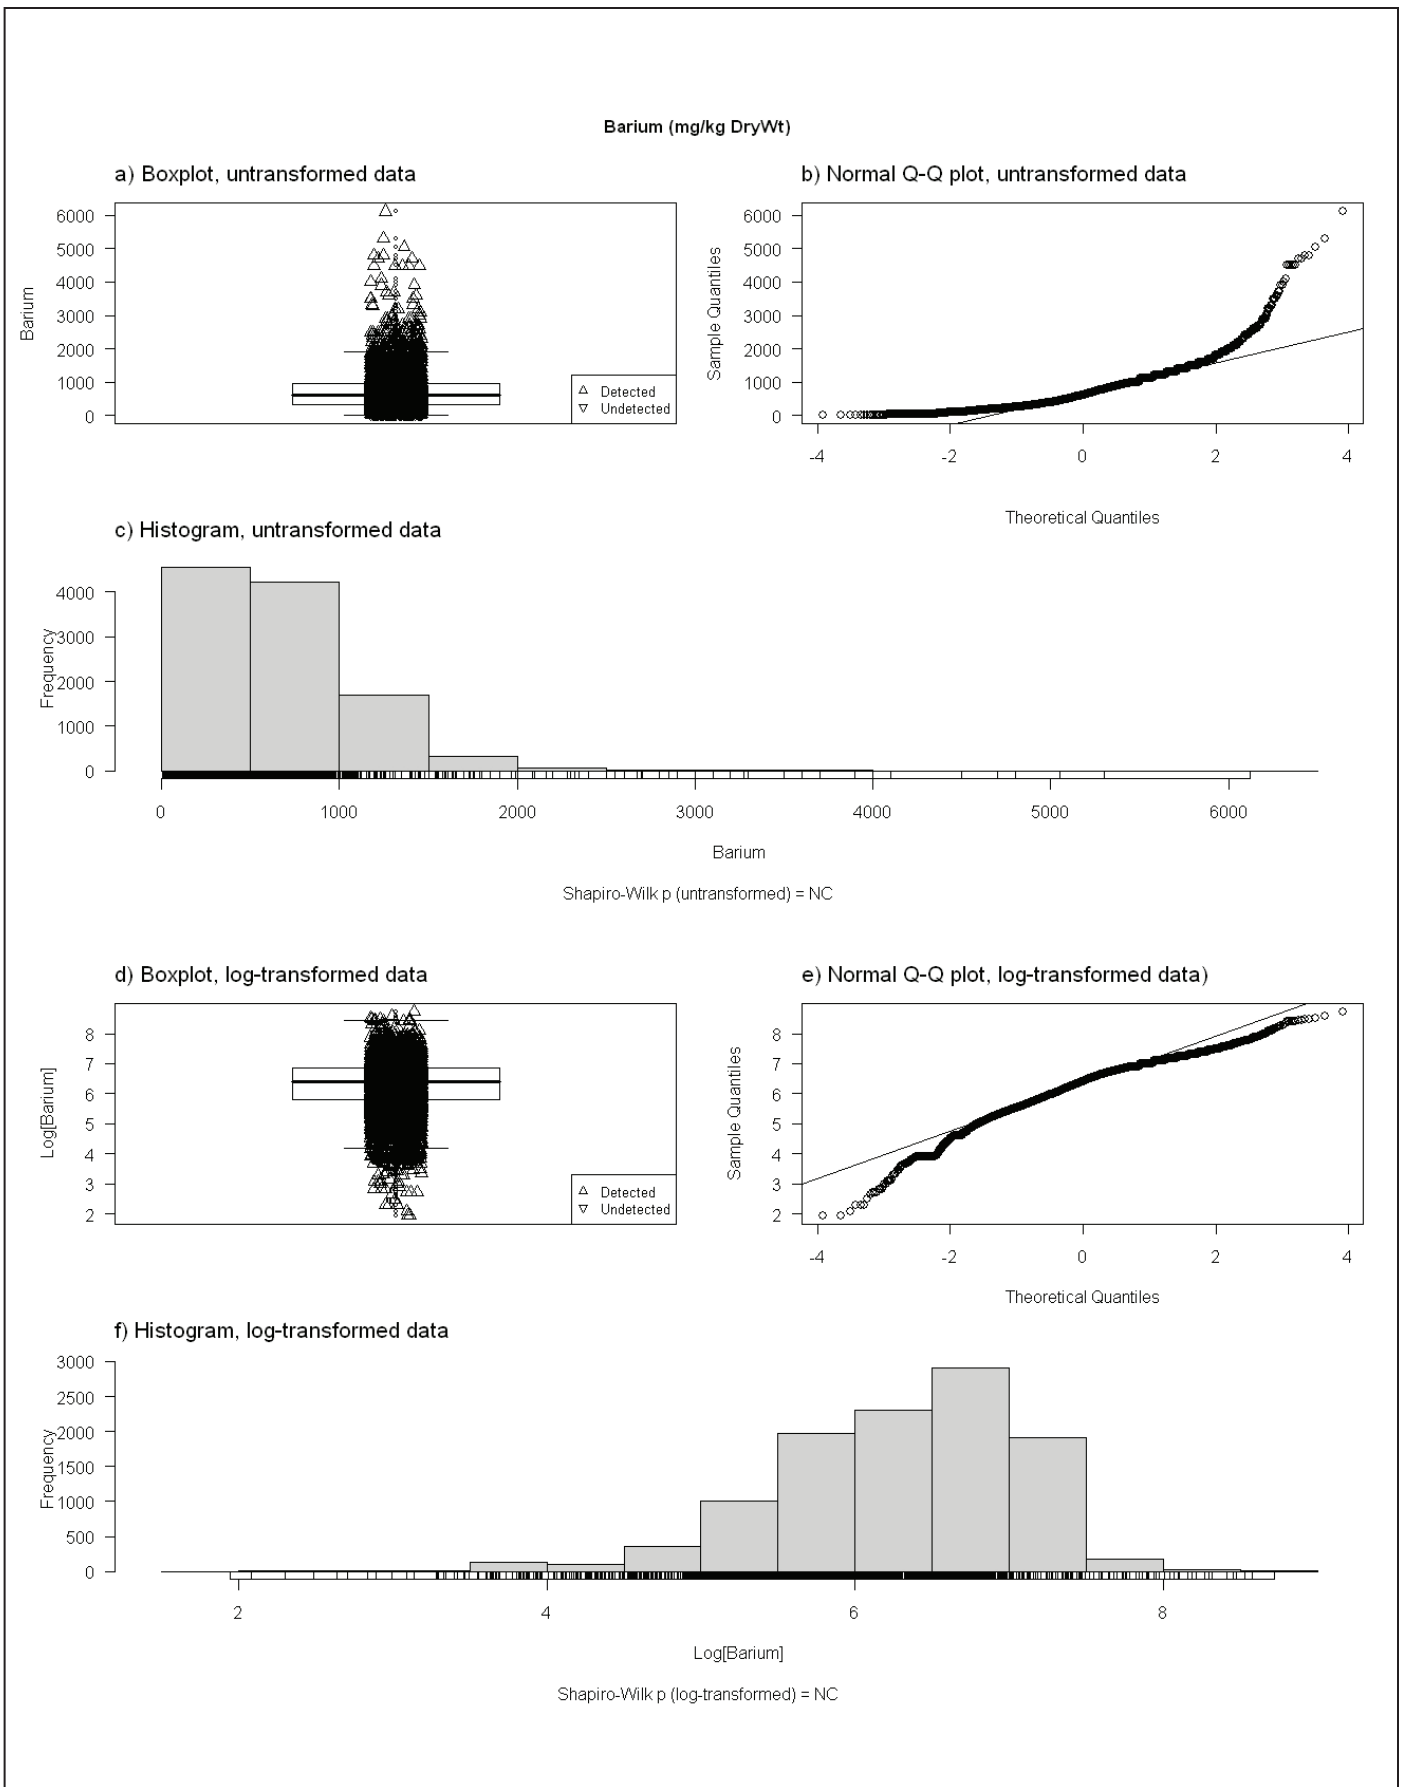 Barium (mg/kg DryWt)
a) Boxplot, untransformed data
6000
5000
4000
3000
2000
1000
0
Barium
△ Detected
▽ Undetected
b) Normal Q-Q plot, untransformed data
6000
5000
4000
3000
2000
1000
0
Sample Quantiles
-4 -2 0 2 4
Theoretical Quantiles
c) Histogram, untransformed data
4000
3000
2000
1000
0
Frequency
0 1000 2000 3000 4000 5000 6000
Barium
Shapiro-Wilk p (untransformed) = NC
d) Boxplot, log-transformed data
8
7
6
5
4
3
2
Log[Barium]
△ Detected
▽ Undetected
e) Normal Q-Q plot, log-transformed data)
8
7
6
5
4
3
2
Sample Quantiles
-4 -2 0 2 4
Theoretical Quantiles
f) Histogram, log-transformed data
3000
2500
2000
1500
1000
500
0
Frequency
2 4 6 8
Log[Barium]
Shapiro-Wilk p (log-transformed) = NC